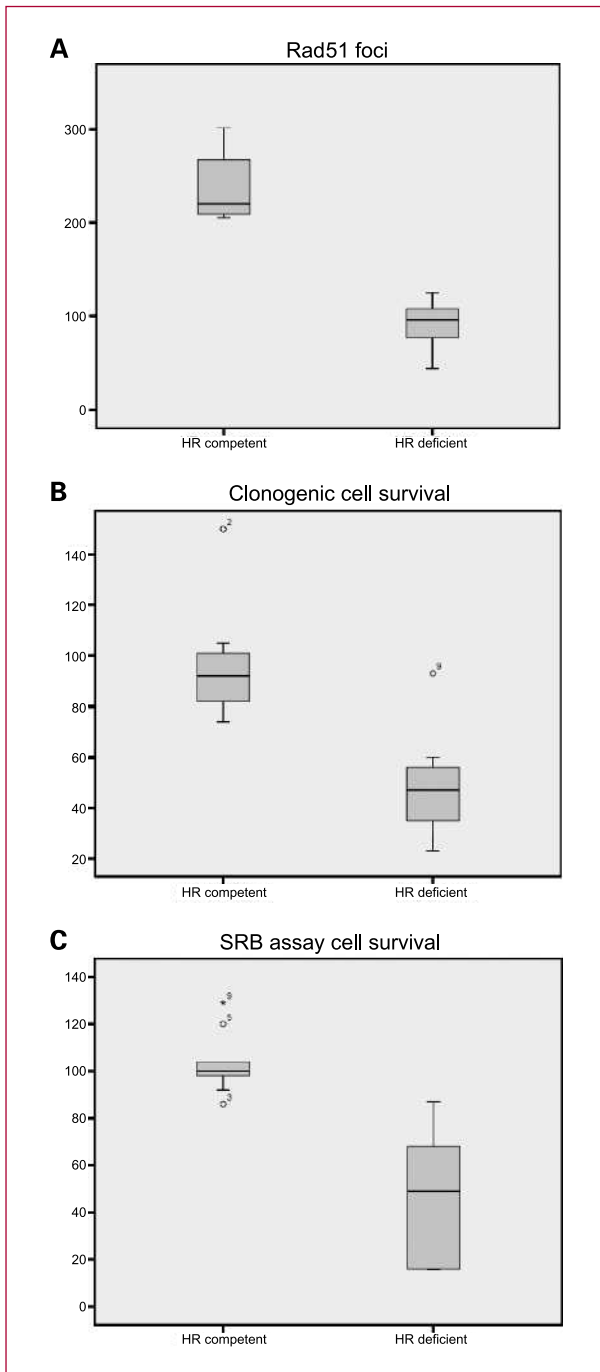 A
Rad51 foci
300
200
100
0
HR competent
HR deficient
B
Clonogenic cell survival
140
120
100
80
60
40
20
2
9
HR competent
HR deficient
C
SRB assay cell survival
140
120
100
80
60
40
20
0
* 9
5
3
HR competent
HR deficient